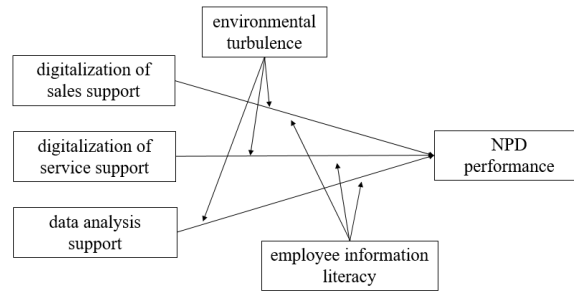 environmental
turbulence
digitalization of
sales support
digitalization of
service support
NPD
performance
data analysis
support
employee information
literacy